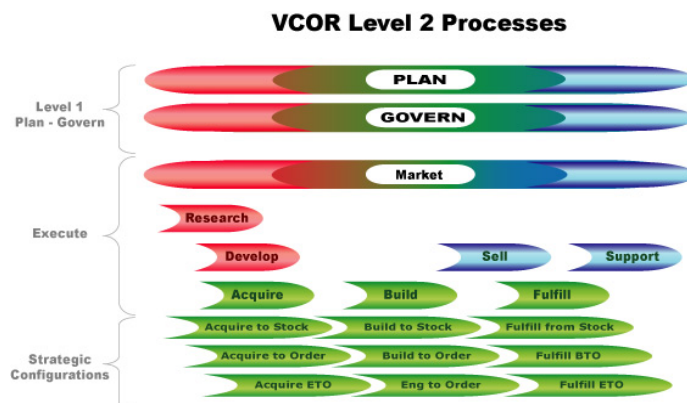 VCOR Level 2 Processes
Level 1
Plan - Govern
PLAN
GOVERN
Market
Execute
Research
Develop
Sell
Support
Acquire
Build
Fulfill
Strategic
Configurations
Acquire to Stock
Build to Stock
Fulfill from Stock
Acquire to Order
Build to Order
Fulfill BTO
Acquire ETO
Eng to Order
Fulfill ETO